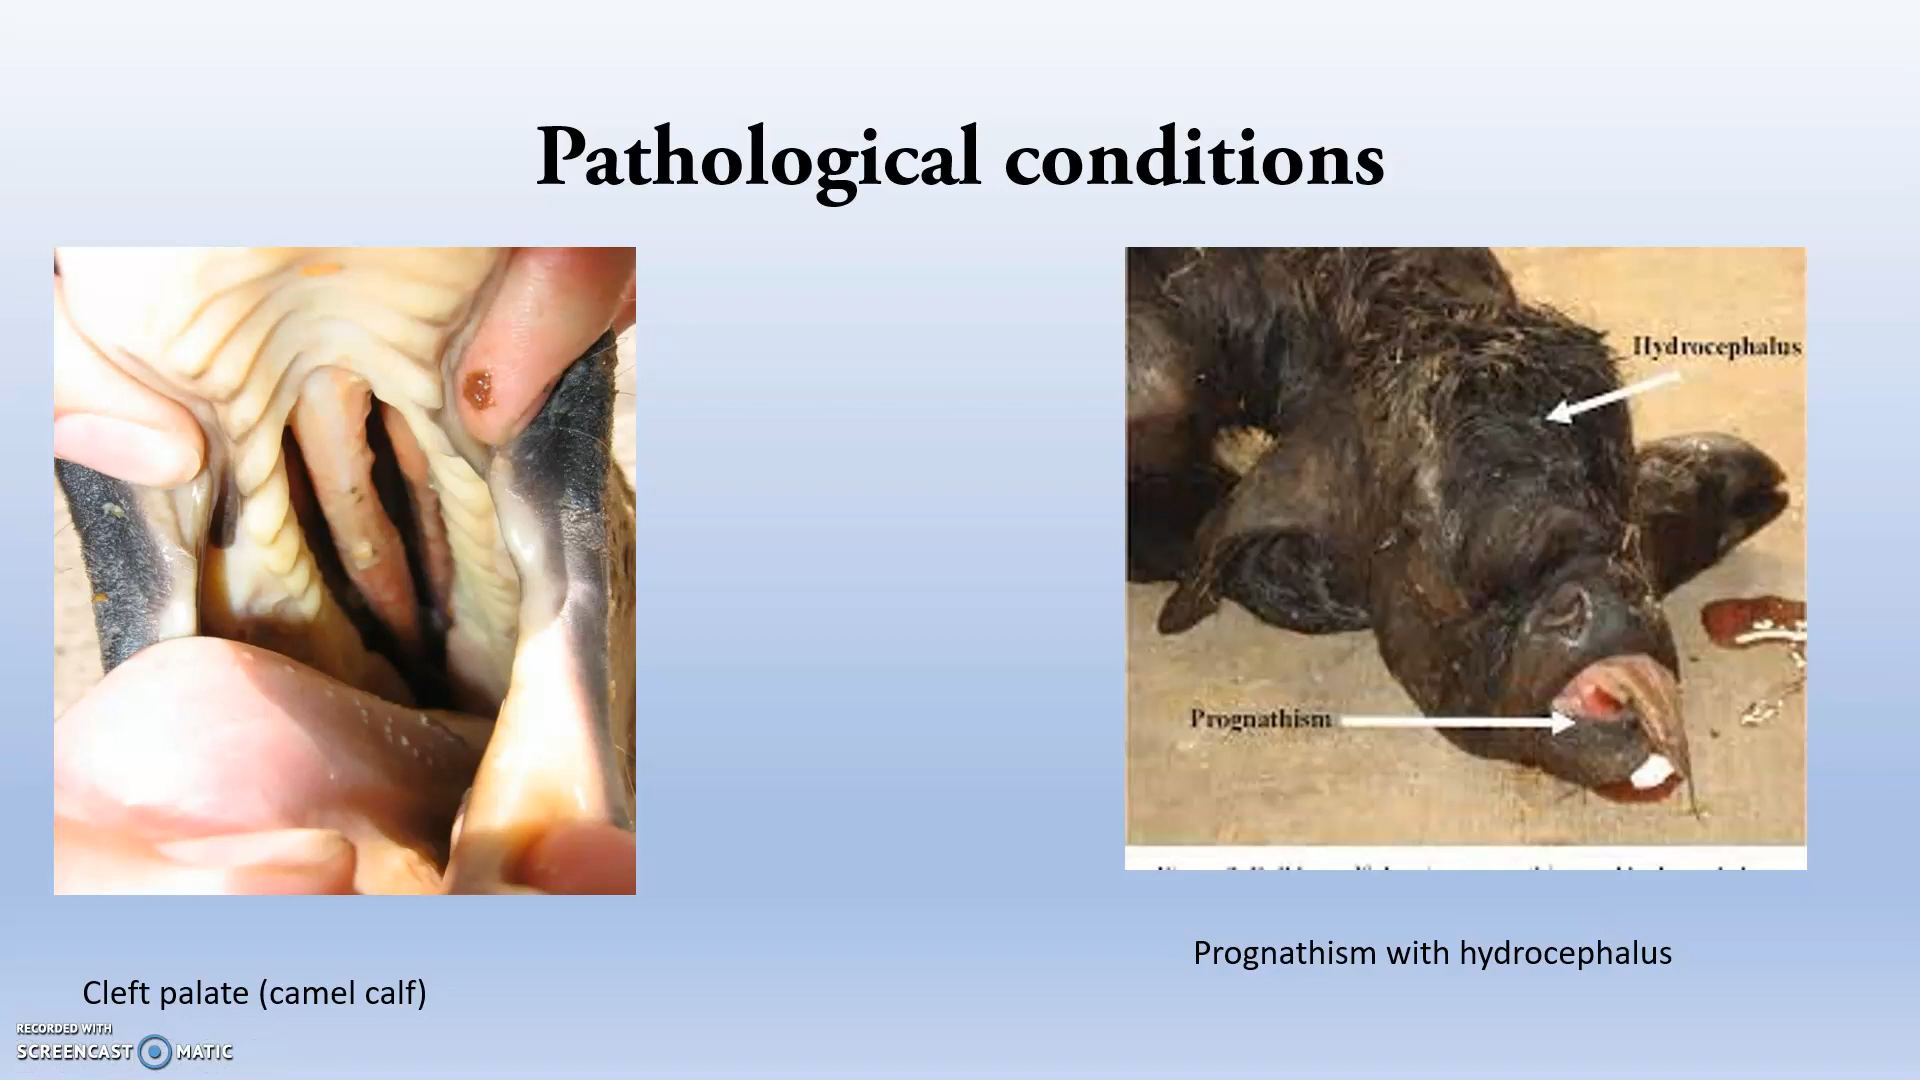 Pathological conditions
Hydrocephalus
Prognathism
Prognathism with hydrocephalus
Cleft palate (camel calf)
RECORDED WITH
SCREENCAST MATIC